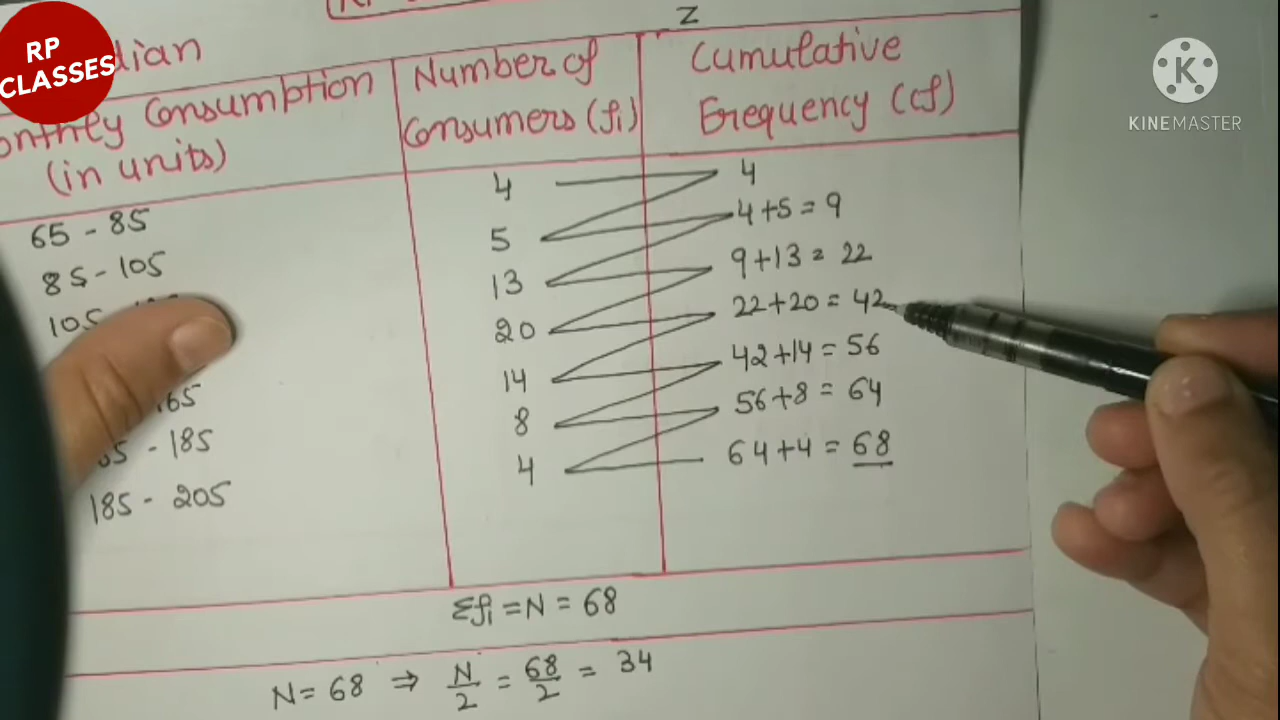 RP
CLASSES
dian
Z
onthly Consumption
(in units)
Number of
Consumers (fi)
Cumulative
Frequency (cf)
KINEMASTER
65 - 85 4 4
85 - 105 5 4 + 5 = 9
105 13 9 + 13 = 22
20 22 + 20 = 42
165 14 42 + 14 = 56
85 - 185 8 56 + 8 = 64
185 - 205 4 64 + 4 = 68
Σfi = N = 68
N = 68 ⇒ N/2 = 68/2 = 34